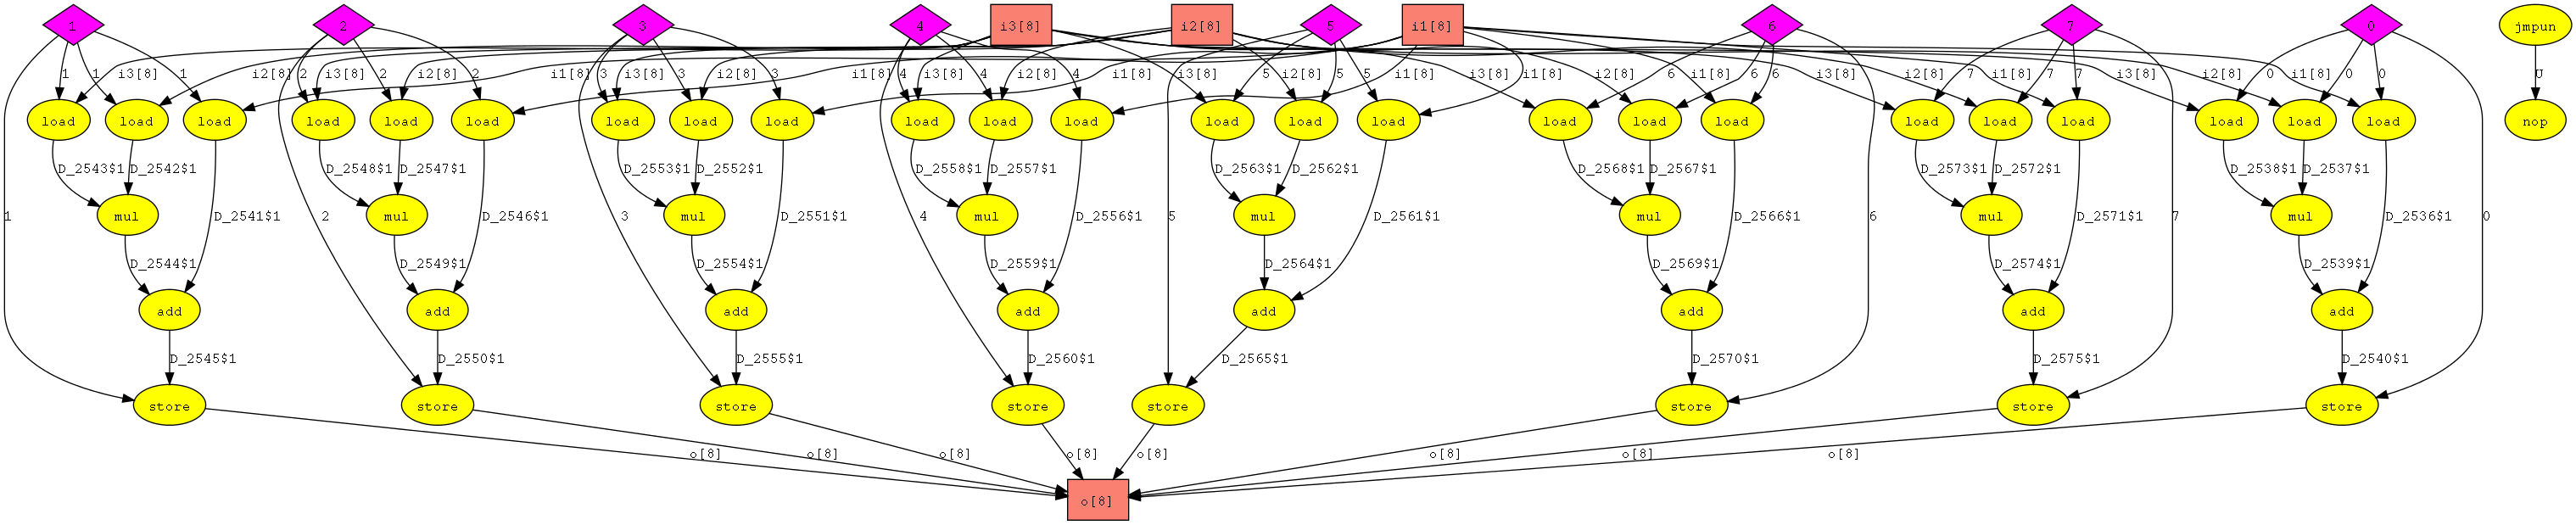 1 2 3 4 i3[8] i2[8] 5 i1[8] 6 7 0 jmpun
1 1 i3[8] 1 i2[8] 2 i3[8] 2 i2[8] 2 i1[8] 3 i3[8] 3 i2[8] 3 i1[8] 4 i3[8] 4 i2[8] 4 i1[8] i3[8] 5 i2[8] 5 5 i1[8] i3[8] 6 i2[8] 6 i1[8] 6 i3[8] 7 i2[8] 7 i1[8] 7 i3[8] 0 i2[8] 0 i1[8] 0 U
load load load load load load load load load load load load load load load load load load load load load load load load nop
D_2543$1 D_2542$1 D_2548$1 D_2547$1 D_2553$1 D_2552$1 D_2558$1 D_2557$1 D_2563$1 D_2562$1 D_2568$1 D_2567$1 D_2573$1 D_2572$1 D_2538$1 D_2537$1
1 mul D_2541$1 2 mul D_2546$1 3 mul D_2551$1 4 mul D_2556$1 5 mul D_2561$1 mul D_2566$1 6 mul D_2571$1 7 mul D_2536$1 0
D_2544$1 D_2549$1 D_2554$1 D_2559$1 D_2564$1 D_2569$1 D_2574$1 D_2539$1
add add add add add add add add
D_2545$1 D_2550$1 D_2555$1 D_2560$1 D_2565$1 D_2570$1 D_2575$1 D_2540$1
store store store store store store store store
o[8] o[8] o[8] o[8] o[8] o[8] o[8] o[8]
o[8]